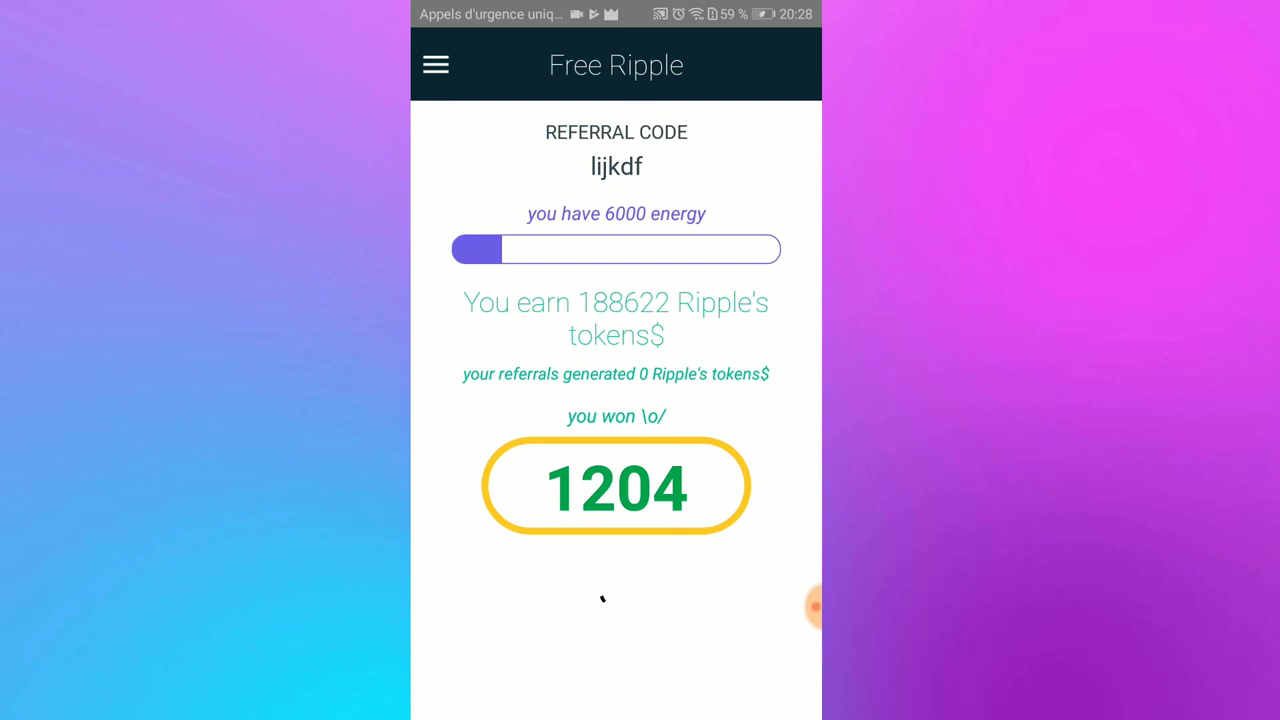 Appels d'urgence uniq... 59 % 20:28
Free Ripple
REFERRAL CODE
lijkdf
you have 6000 energy
You earn 188622 Ripple's
tokens$
your referrals generated 0 Ripple's tokens$
you won \o/
1204